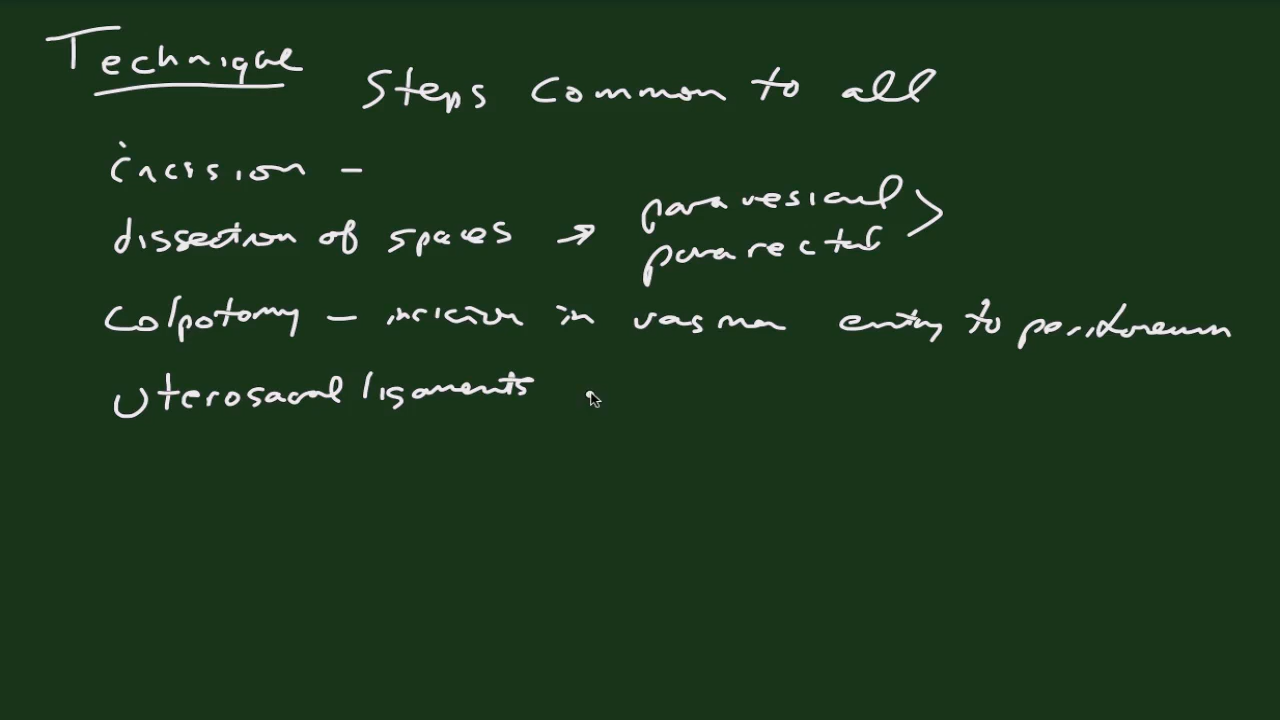 Technique
Steps common to all
incision -
dissection of spaces → paravesical
pararectal
Colpotomy - incision in vagina entry to peritoneum
Uterosacral ligaments